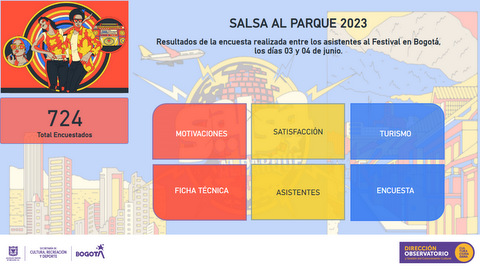 SALSA AL PARQUE 2023
Resultados de la encuesta realizada entre los asistentes al Festival en Bogotá,
los días 03 y 04 de junio.
724
Total Encuestados
MOTIVACIONES
SATISFACCIÓN
TURISMO
FICHA TÉCNICA
ASISTENTES
ENCUESTA
CULTURA, RECREACIÓN
Y DEPORTE
BOGOTÁ
DIRECCIÓN
OBSERVATORIO